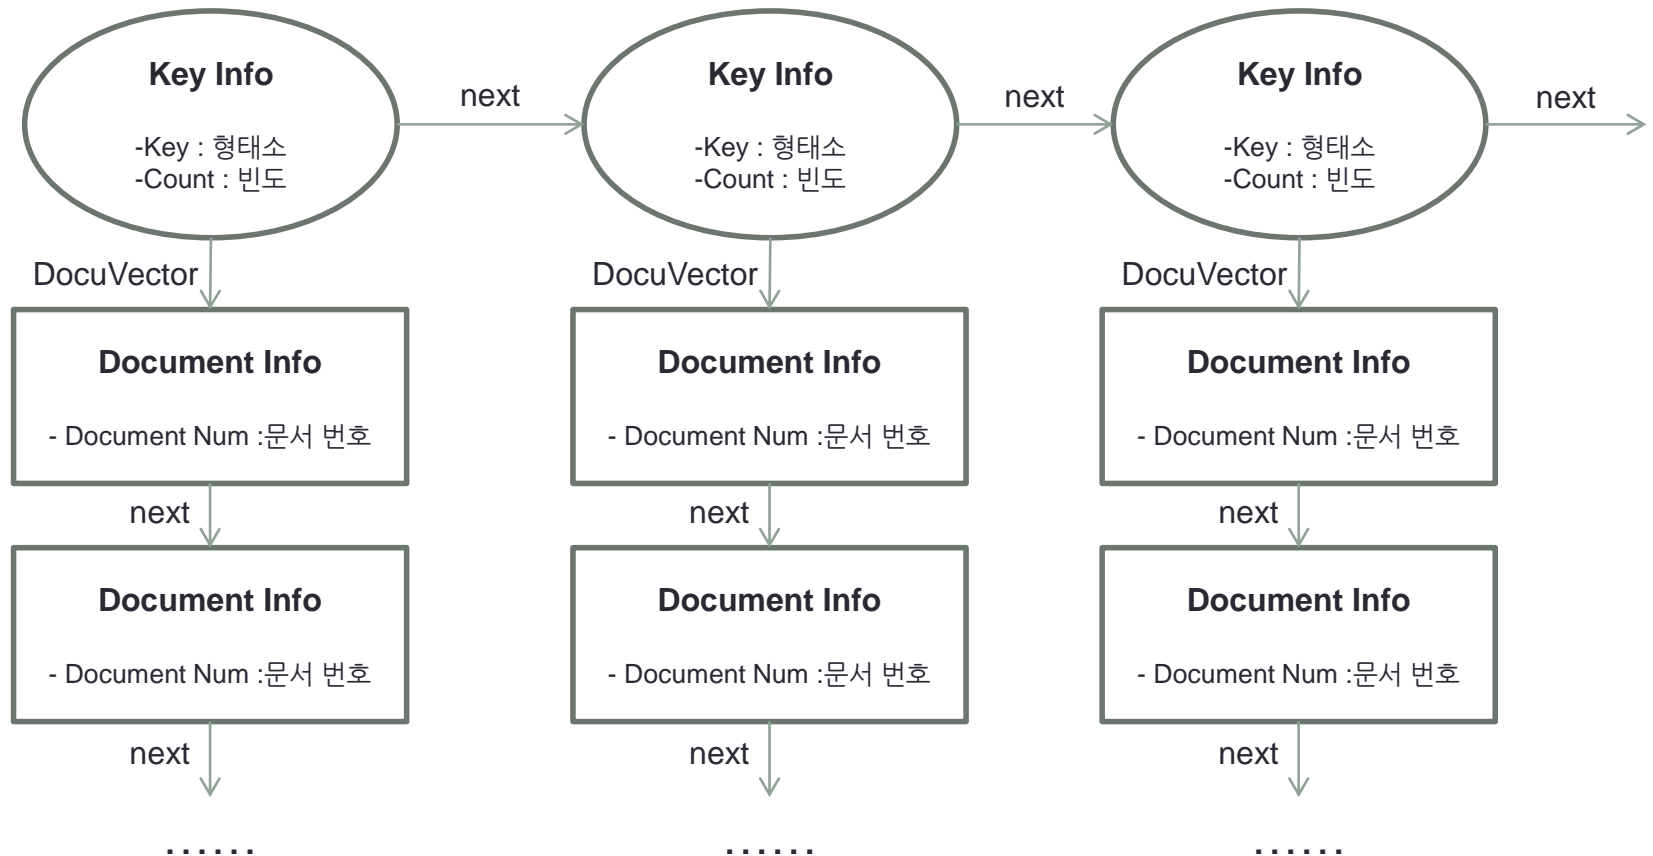 Key Info
-Key : 형태소
-Count : 빈도
next
Key Info
-Key : 형태소
-Count : 빈도
next
Key Info
-Key : 형태소
-Count : 빈도
next
DocuVector
DocuVector
DocuVector
Document Info
- Document Num :문서 번호
Document Info
- Document Num :문서 번호
Document Info
- Document Num :문서 번호
next
next
next
Document Info
- Document Num :문서 번호
Document Info
- Document Num :문서 번호
Document Info
- Document Num :문서 번호
next
next
next
......
......
......